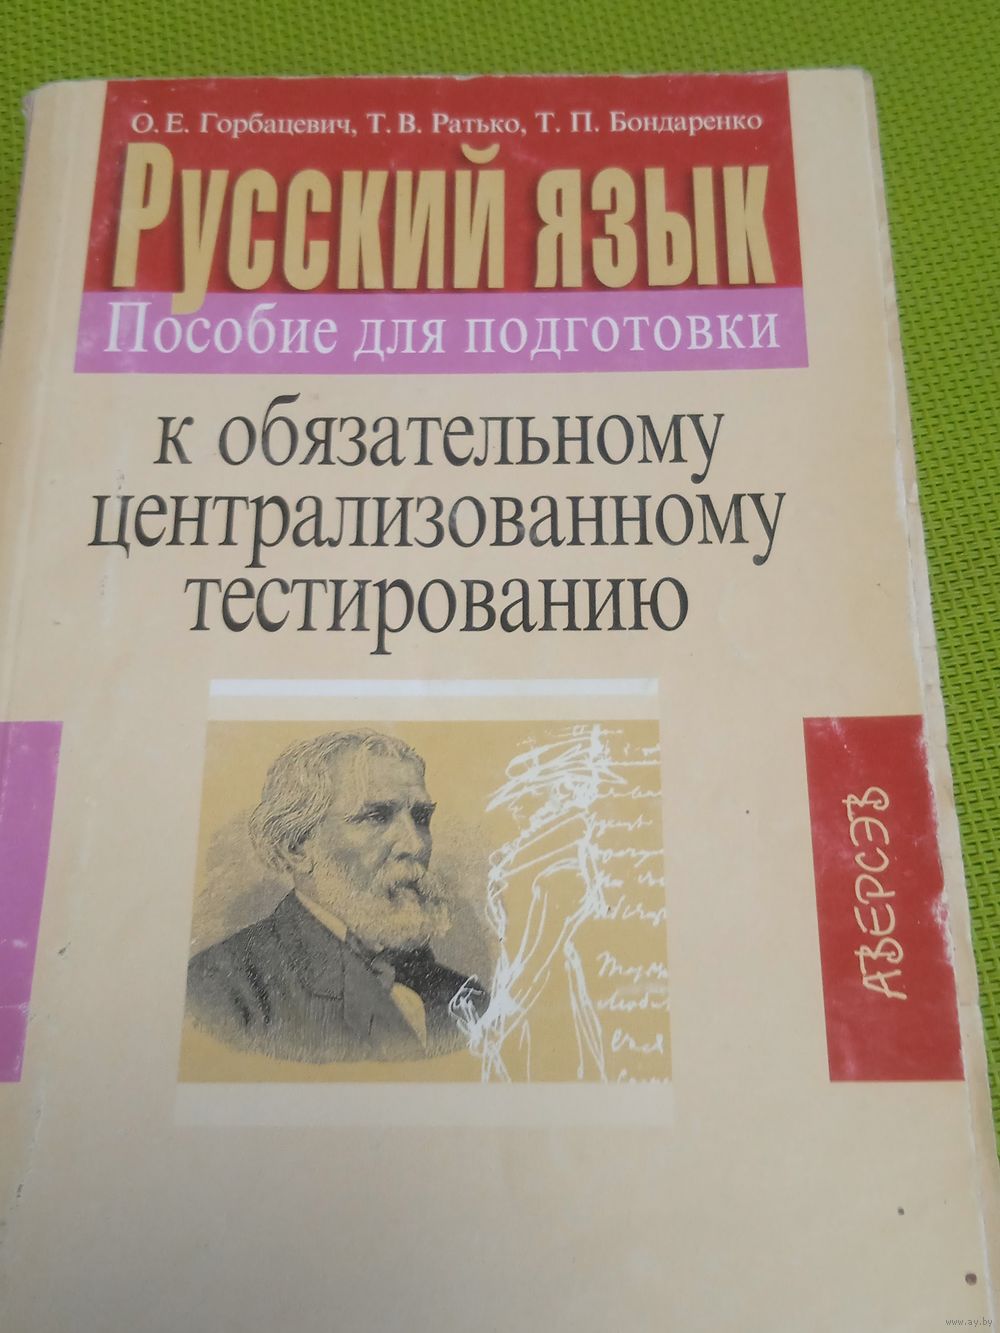 О. Е. Горбацевич, Т. В. Ратько, Т. П. Бондаренко
Русский язык
Пособие для подготовки
к обязательному
централизованному
тестированию
АВЕРСЭВ
www.ay.by